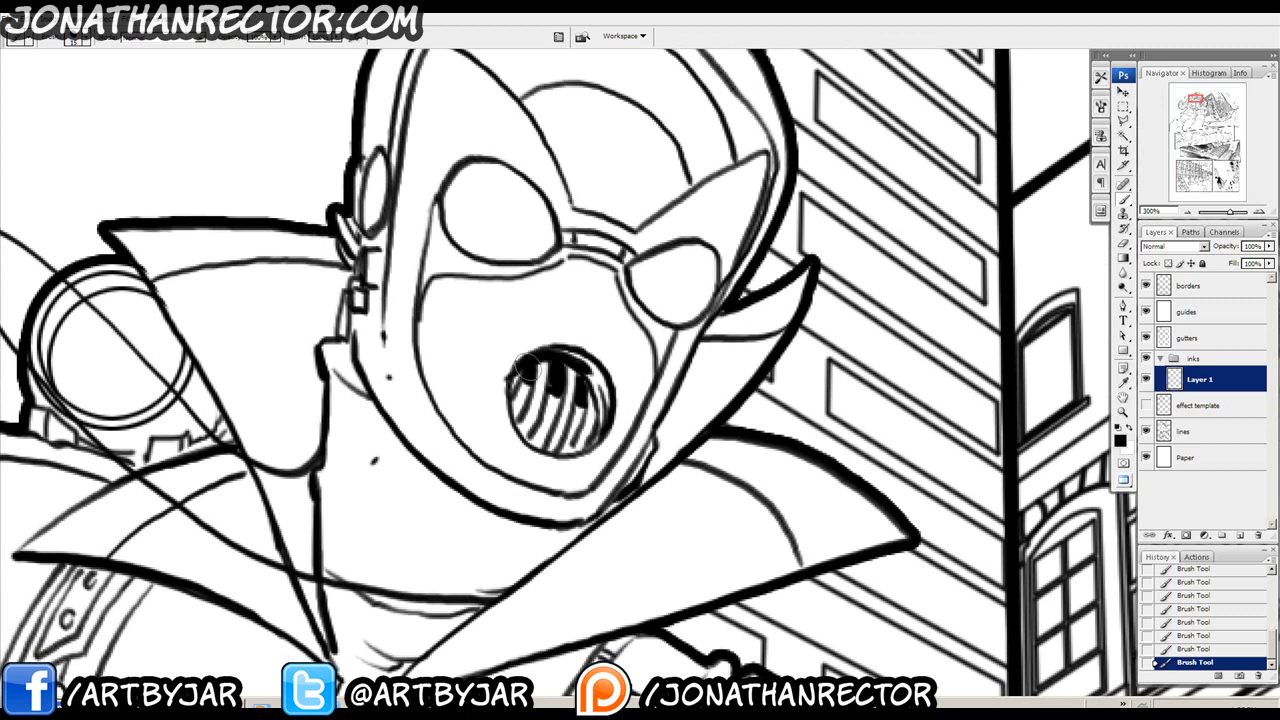 JONATHANRECTOR.COM
Workspace
Ps
Navigator × Histogram Info
300%
Layers × Paths Channels
Normal Opacity: 100%
Lock: Fill: 100%
borders
guides
gutters
inks
Layer 1
effect template
lines
Paper
History × Actions
Brush Tool
Brush Tool
Brush Tool
Brush Tool
Brush Tool
Brush Tool
Brush Tool
Brush Tool
/ARTBYJAR @ARTBYJAR /JONATHANRECTOR